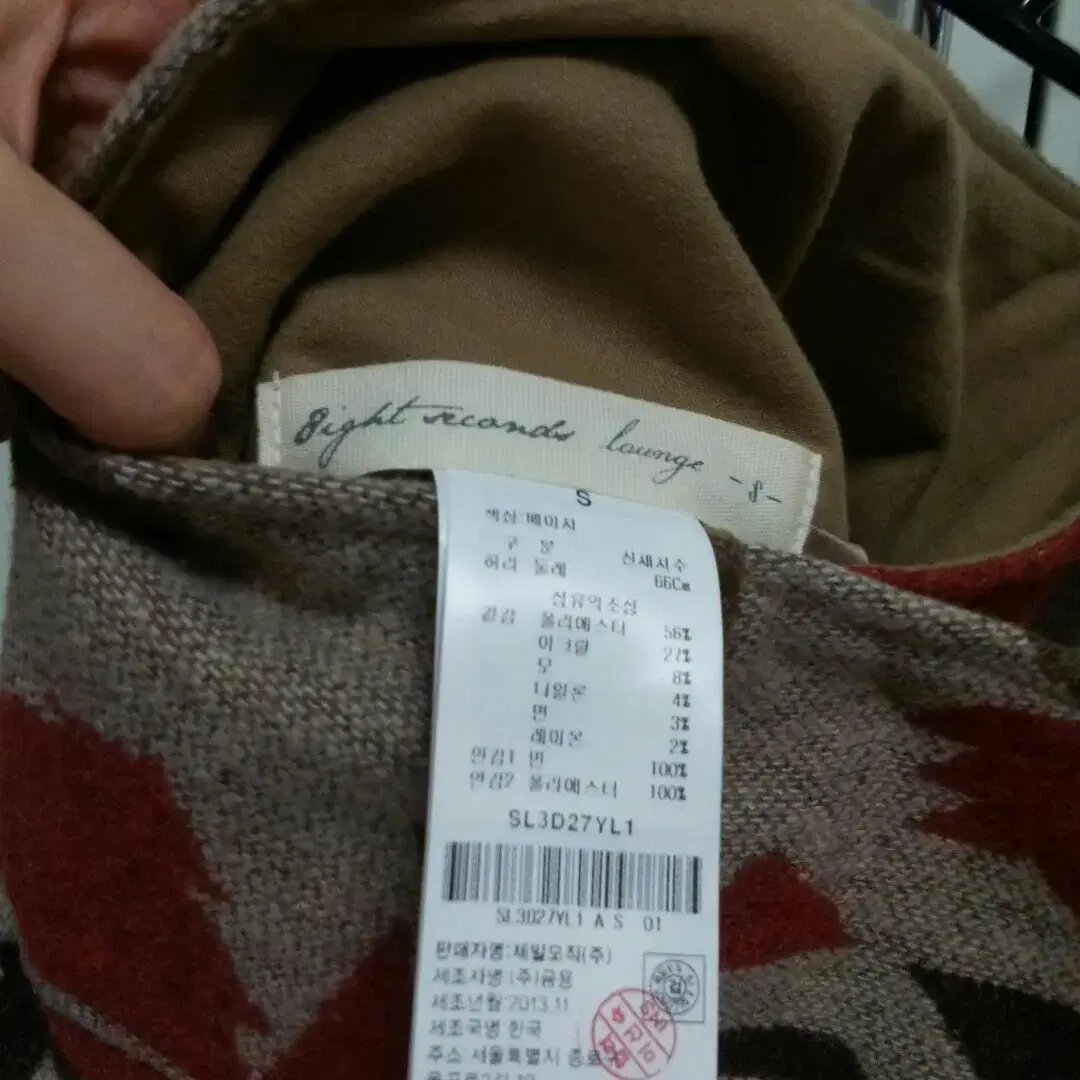 8ight seconds lounge -8-
S
색상:베이지
구 분 신체치수
허리 둘레 66Cm
섬유의조성
겉감 폴리에스터 56%
아크릴 27%
모 8%
나일론 4%
면 3%
레이온 2%
안감1 면 100%
안감2 폴리에스터 100%
SL3D27YL1
SL3D27YL1 A S 01
판매자명:제일모직(주)
제조자명:(주)금용
제조년월:2013.11
제조국명 한국
주소: 서울특별시 종로